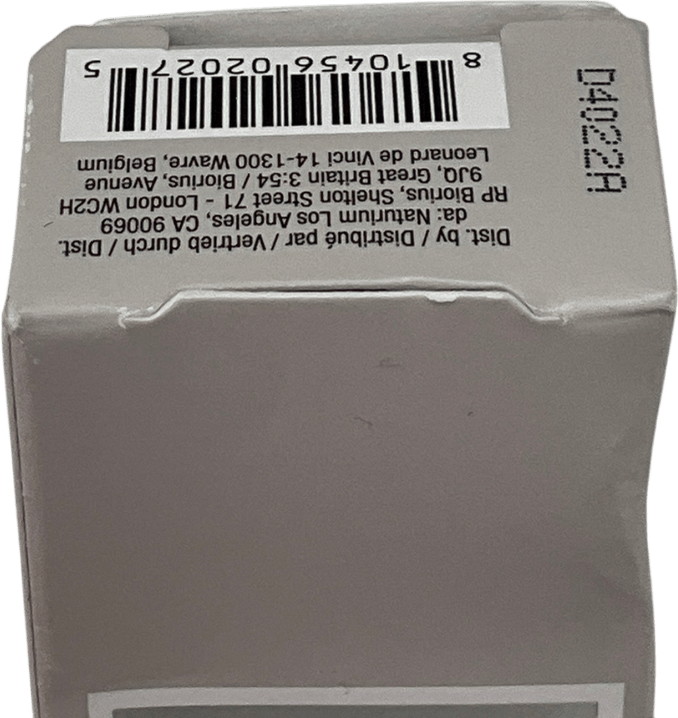 Dist. by / Distribué par / Vertrieb durch / Dist.
da: Naturium Los Angeles, CA 90069
RP Biorius, Shelton Street 71 - London WC2H
9JQ, Great Britain 3:54 / Biorius, Avenue
Leonard de Vinci 14-1300 Wavre, Belgium
8 10456 02027 5
D4022A